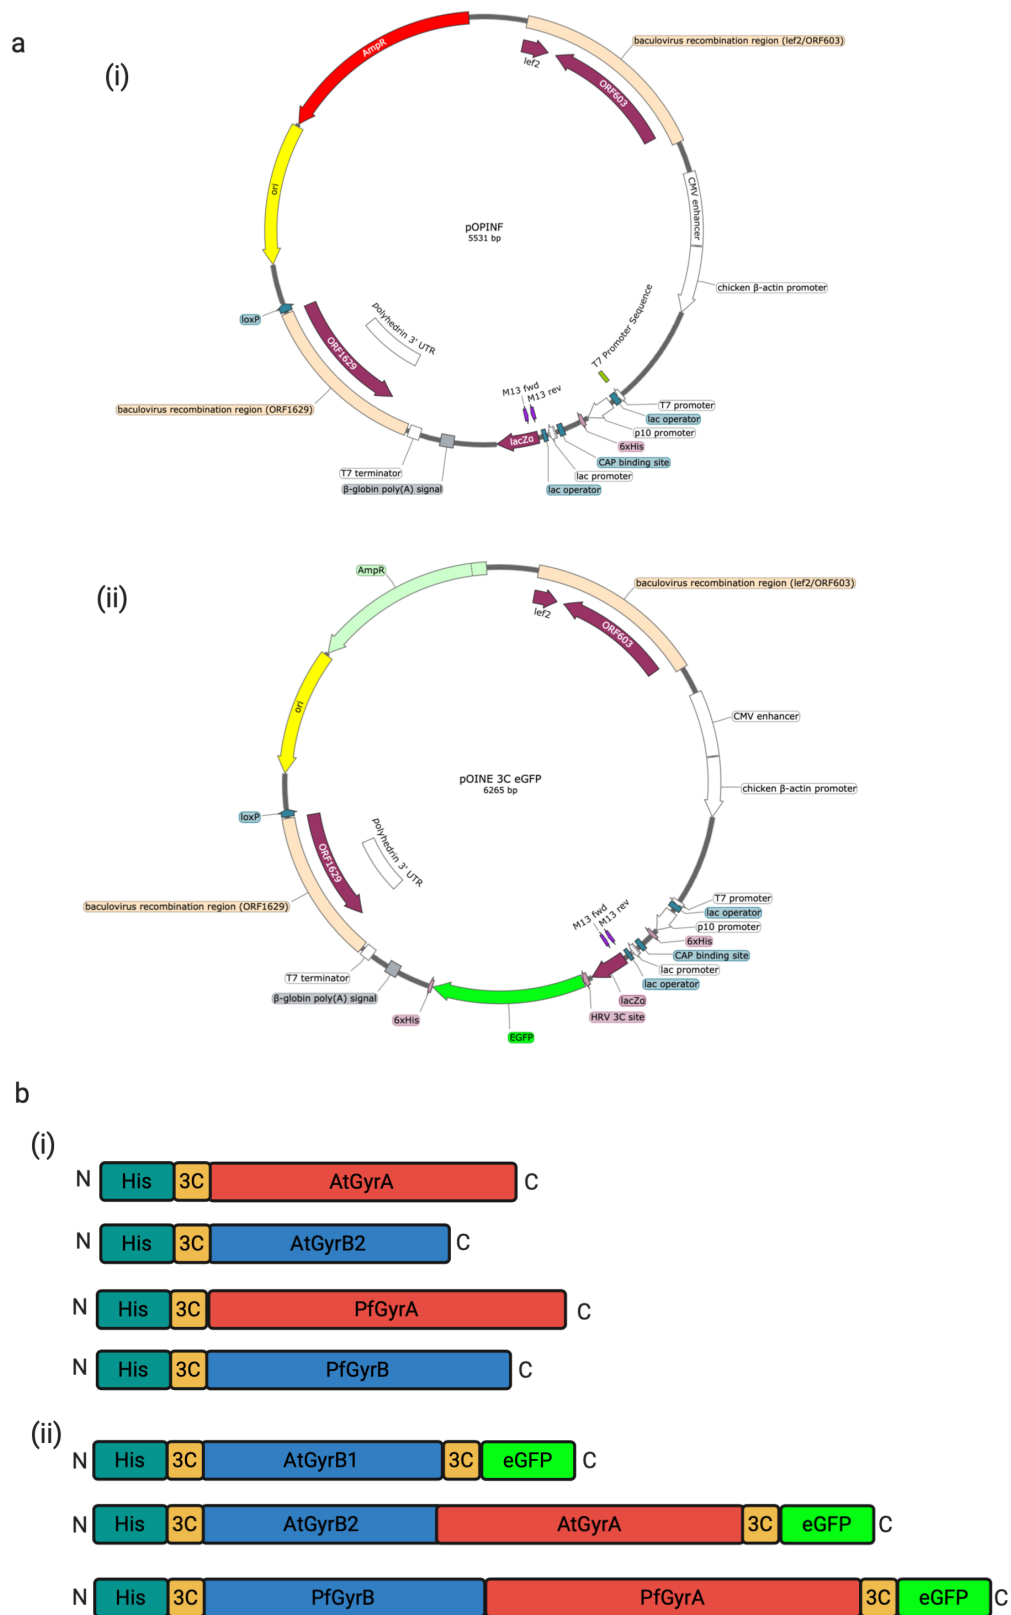 a
(i)
AmpR
baculovirus recombination region (lef2/ORF603)
lef2
ORF603
ori
CMV enhancer
pOPINF
5531 bp
chicken β-actin promoter
loxP
polyhedrin 3' UTR
T7 Promoter Sequence
ORF1629
M13 fwd
M13 rev
baculovirus recombination region (ORF1629)
T7 promoter
lac operator
p10 promoter
6xHis
lacZα
CAP binding site
T7 terminator
lac promoter
β-globin poly(A) signal
lac operator
(ii)
AmpR
baculovirus recombination region (lef2/ORF603)
lef2
ORF603
ori
CMV enhancer
pOINE 3C eGFP
6265 bp
chicken β-actin promoter
loxP
polyhedrin 3' UTR
ORF1629
baculovirus recombination region (ORF1629)
M13 fwd
M13 rev
T7 promoter
lac operator
p10 promoter
6xHis
CAP binding site
lac promoter
T7 terminator
lac operator
β-globin poly(A) signal
lacZα
6xHis
HRV 3C site
EGFP
b
(i)
N His 3C AtGyrA C
N His 3C AtGyrB2 C
N His 3C PfGyrA C
N His 3C PfGyrB C
(ii)
N His 3C AtGyrB1 3C eGFP C
N His 3C AtGyrB2 AtGyrA 3C eGFP C
N His 3C PfGyrB PfGyrA 3C eGFP C